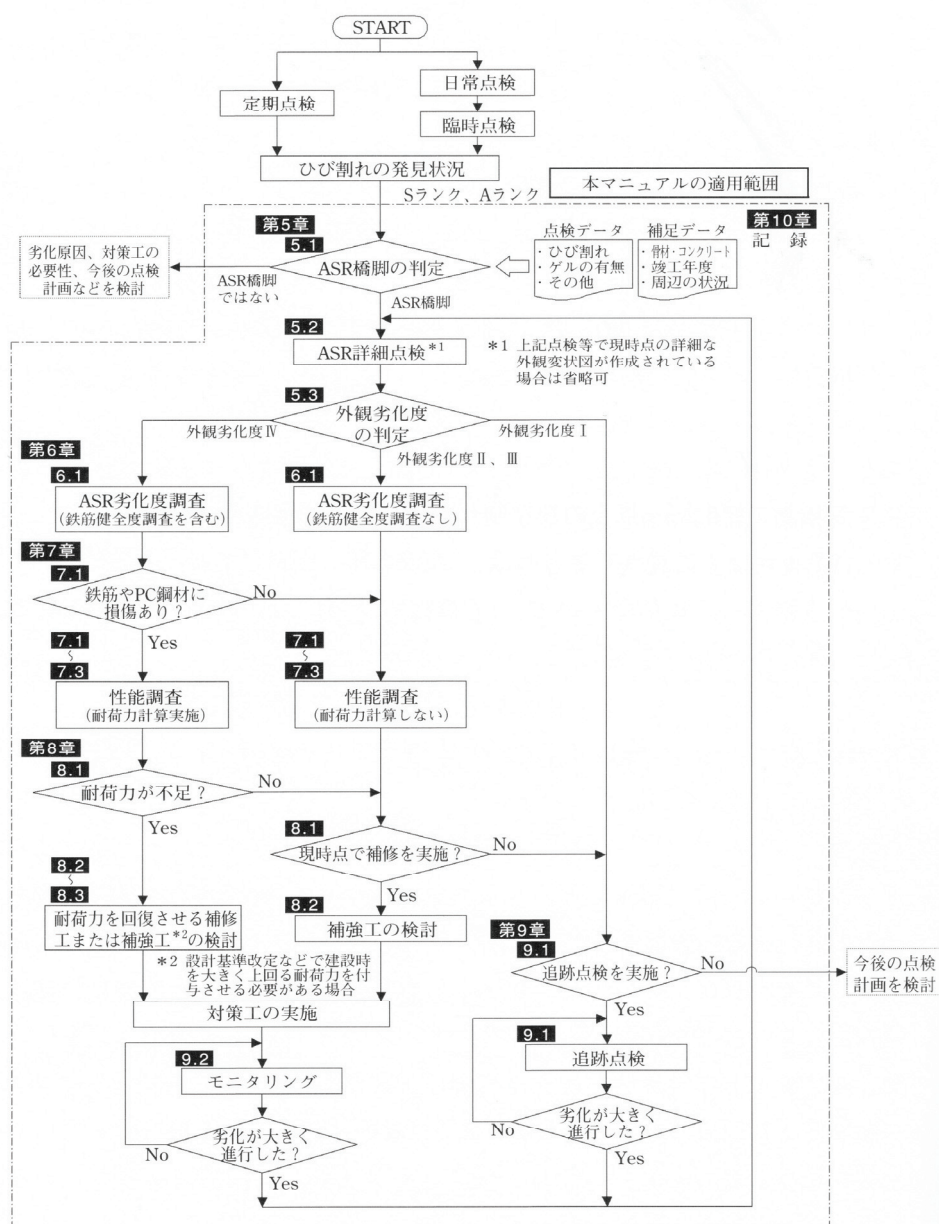 START
定期点検
日常点検
臨時点検
ひび割れの発見状況
Sランク、Aランク
本マニュアルの適用範囲
第5章
5.1
ASR橋脚の判定
点検データ
・ひび割れ
・ゲルの有無
・その他
補足データ
・骨材・コンクリート
・竣工年度
・周辺の状況
第10章
記 録
劣化原因、対策工の
必要性、今後の点検
計画などを検討
ASR橋脚
ではない
ASR橋脚
5.2
ASR詳細点検*1
*1 上記点検等で現時点の詳細な
外観変状図が作成されている
場合は省略可
5.3
外観劣化度
の判定
外観劣化度Ⅳ
外観劣化度Ⅱ、Ⅲ
外観劣化度Ⅰ
第6章
6.1
ASR劣化度調査
(鉄筋健全度調査を含む)
6.1
ASR劣化度調査
(鉄筋健全度調査なし)
第7章
7.1
鉄筋やPC鋼材に
損傷あり?
No
Yes
7.1
~
7.3
性能調査
(耐荷力計算実施)
7.1
~
7.3
性能調査
(耐荷力計算しない)
第8章
8.1
耐荷力が不足?
No
Yes
8.1
現時点で補修を実施?
No
Yes
8.2
~
8.3
耐荷力を回復させる補修
工または補強工*2の検討
8.2
補強工の検討
*2 設計基準改定などで建設時
を大きく上回る耐荷力を付
与させる必要がある場合
対策工の実施
9.2
モニタリング
劣化が大きく
進行した?
No
Yes
第9章
9.1
追跡点検を実施?
No
今後の点検
計画を検討
Yes
9.1
追跡点検
劣化が大きく
進行した?
No
Yes